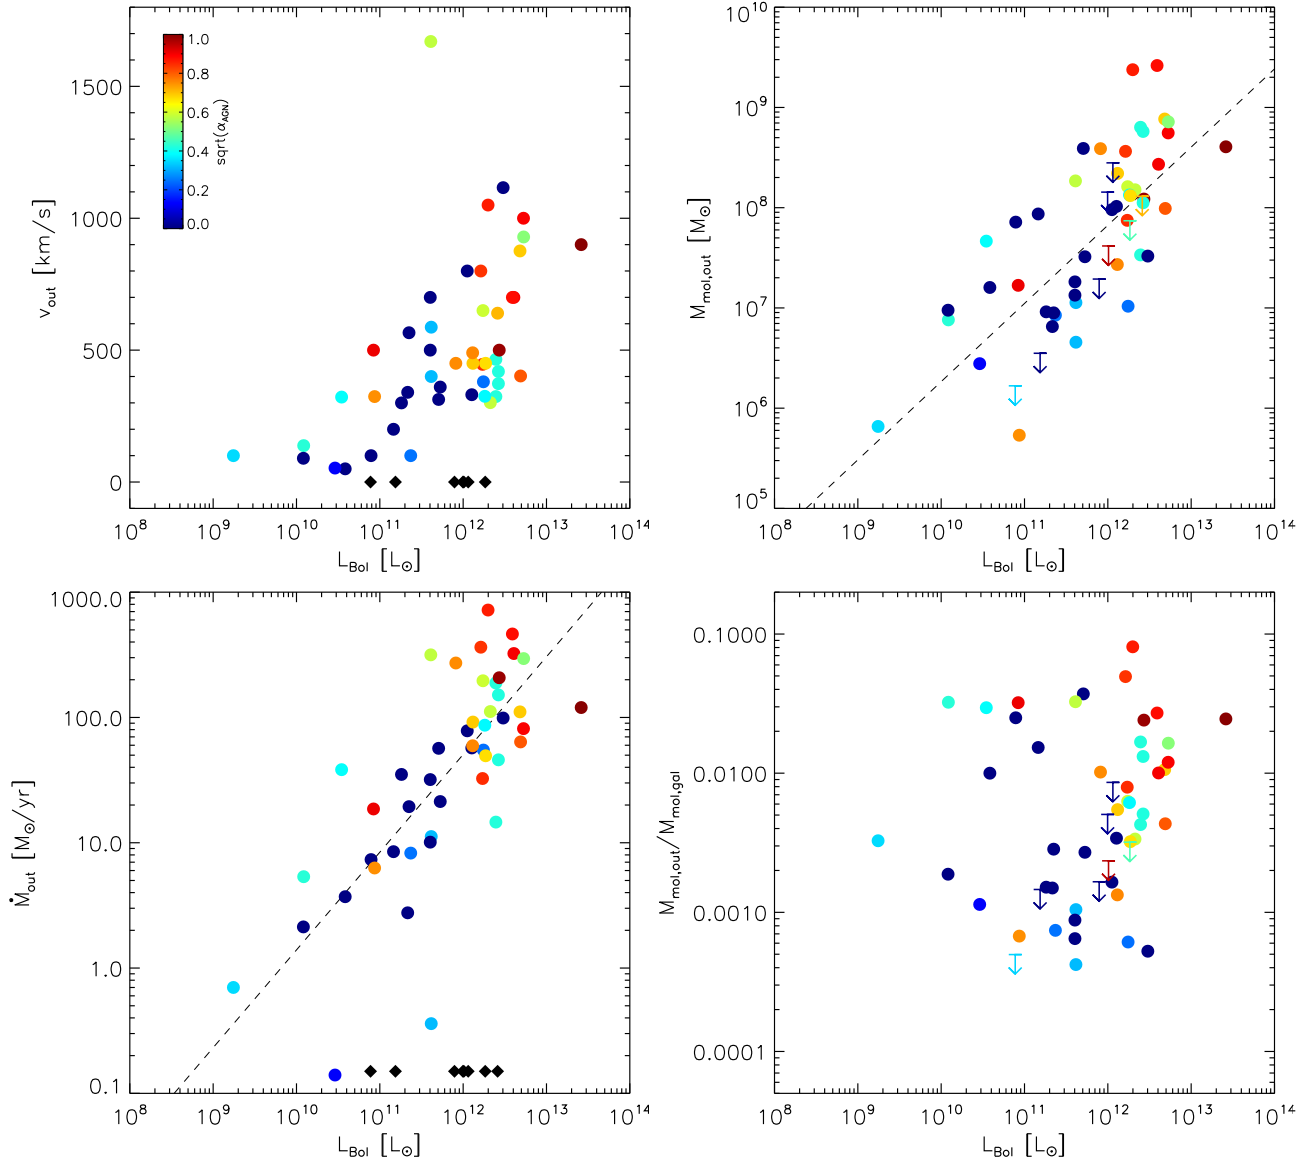 1500
1000
500
0
v_out [km/s]
1.0
0.8
0.6
0.4
0.2
0.0
sqrt(α_AGN)
10^8 10^9 10^10 10^11 10^12 10^13 10^14
L_Bol [L_⊙]
10^10
10^9
10^8
10^7
10^6
10^5
M_mol,out [M_⊙]
10^8 10^9 10^10 10^11 10^12 10^13 10^14
L_Bol [L_⊙]
1000.0
100.0
10.0
1.0
0.1
Ṁ_out [M_⊙/yr]
10^8 10^9 10^10 10^11 10^12 10^13 10^14
L_Bol [L_⊙]
0.1000
0.0100
0.0010
0.0001
M_mol,out/M_mol,gal
10^8 10^9 10^10 10^11 10^12 10^13 10^14
L_Bol [L_⊙]